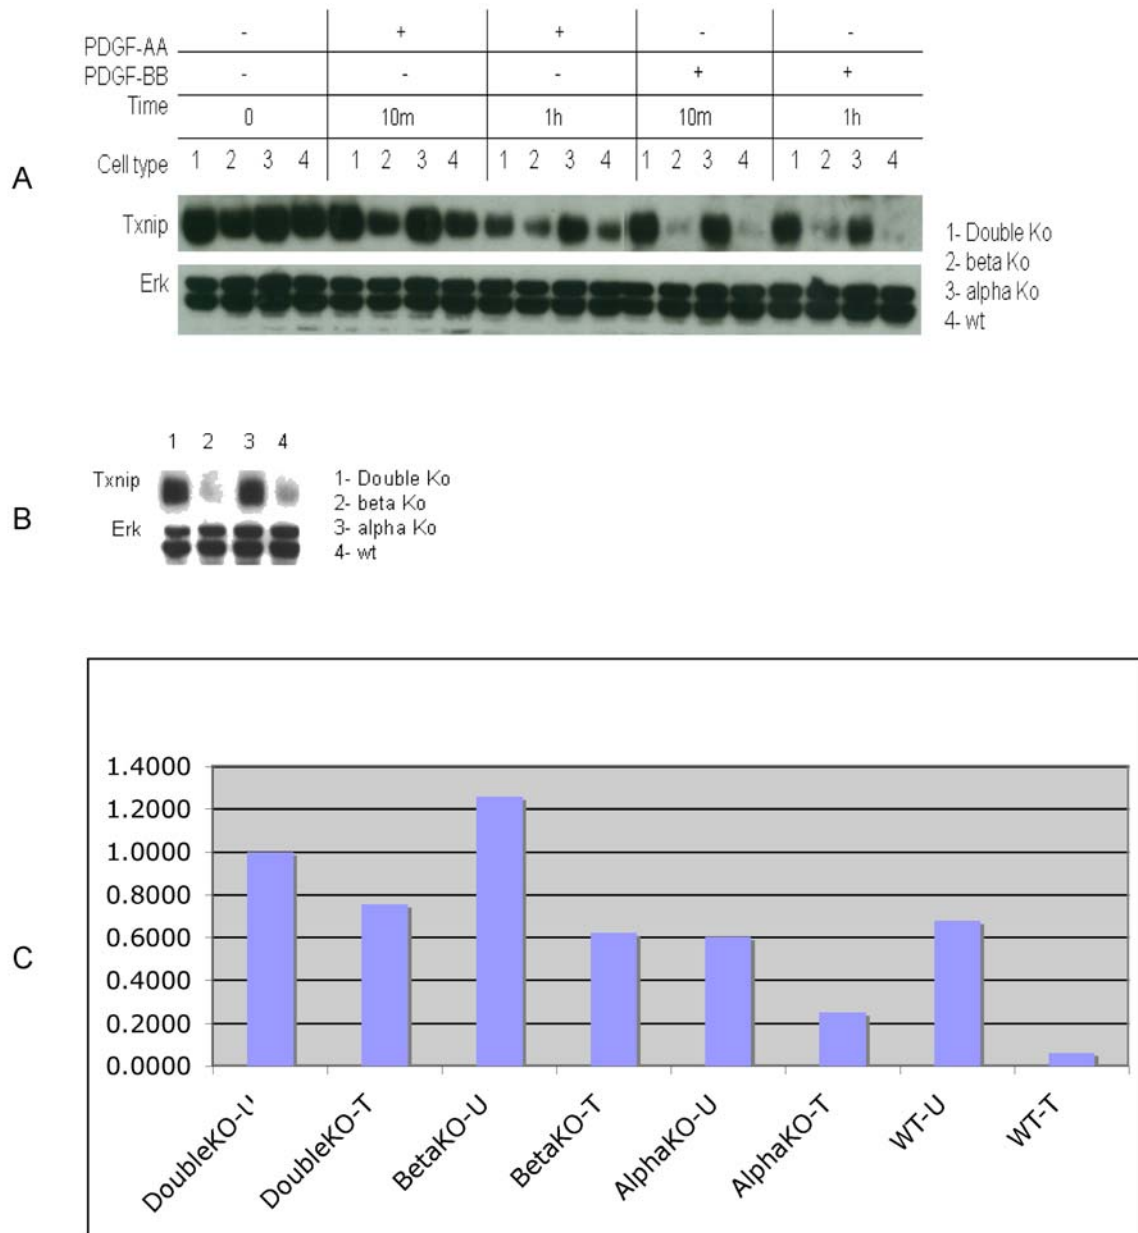 PDGF-AA - + + - -
PDGF-BB - - - + +
Time 0 10m 1h 10m 1h
Cell type 1 2 3 4 1 2 3 4 1 2 3 4 1 2 3 4 1 2 3 4
A
Txnip
Erk
1- Double Ko
2- beta Ko
3- alpha Ko
4- wt
B
1 2 3 4
Txnip
Erk
1- Double Ko
2- beta Ko
3- alpha Ko
4- wt
C
1.4000
1.2000
1.0000
0.8000
0.6000
0.4000
0.2000
0.0000
DoubleKO-U
DoubleKO-T
BetaKO-U
BetaKO-T
AlphaKO-U
AlphaKO-T
WT-U
WT-T